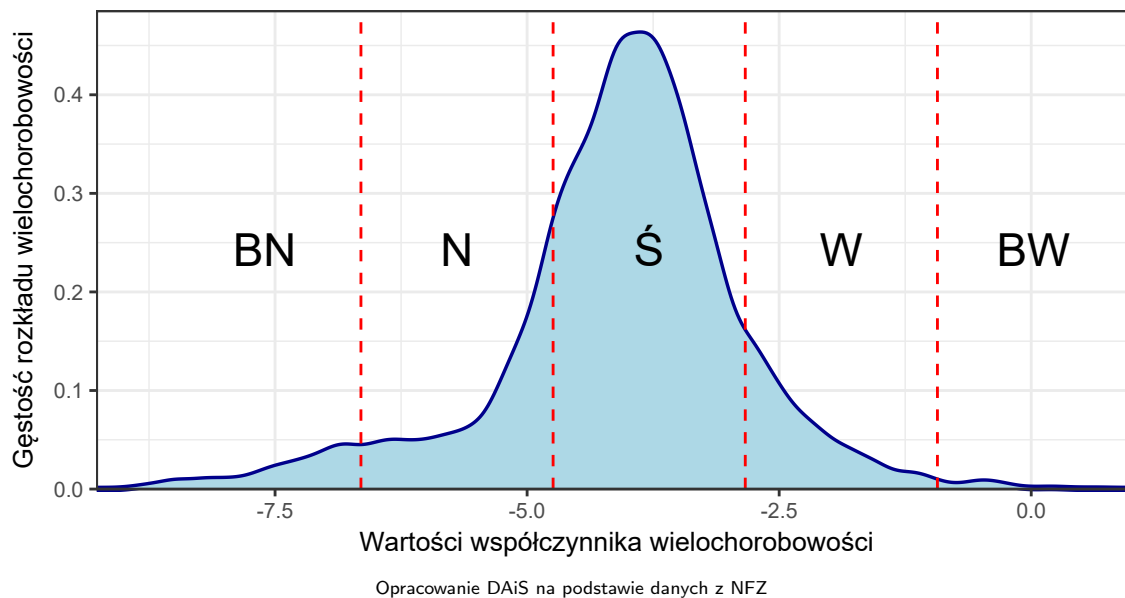 Gęstość rozkładu wielochorobowości
0.4
0.3
0.2
0.1
0.0
BN N Ś W BW
-7.5 -5.0 -2.5 0.0
Wartości współczynnika wielochorobowości
Opracowanie DAiS na podstawie danych z NFZ